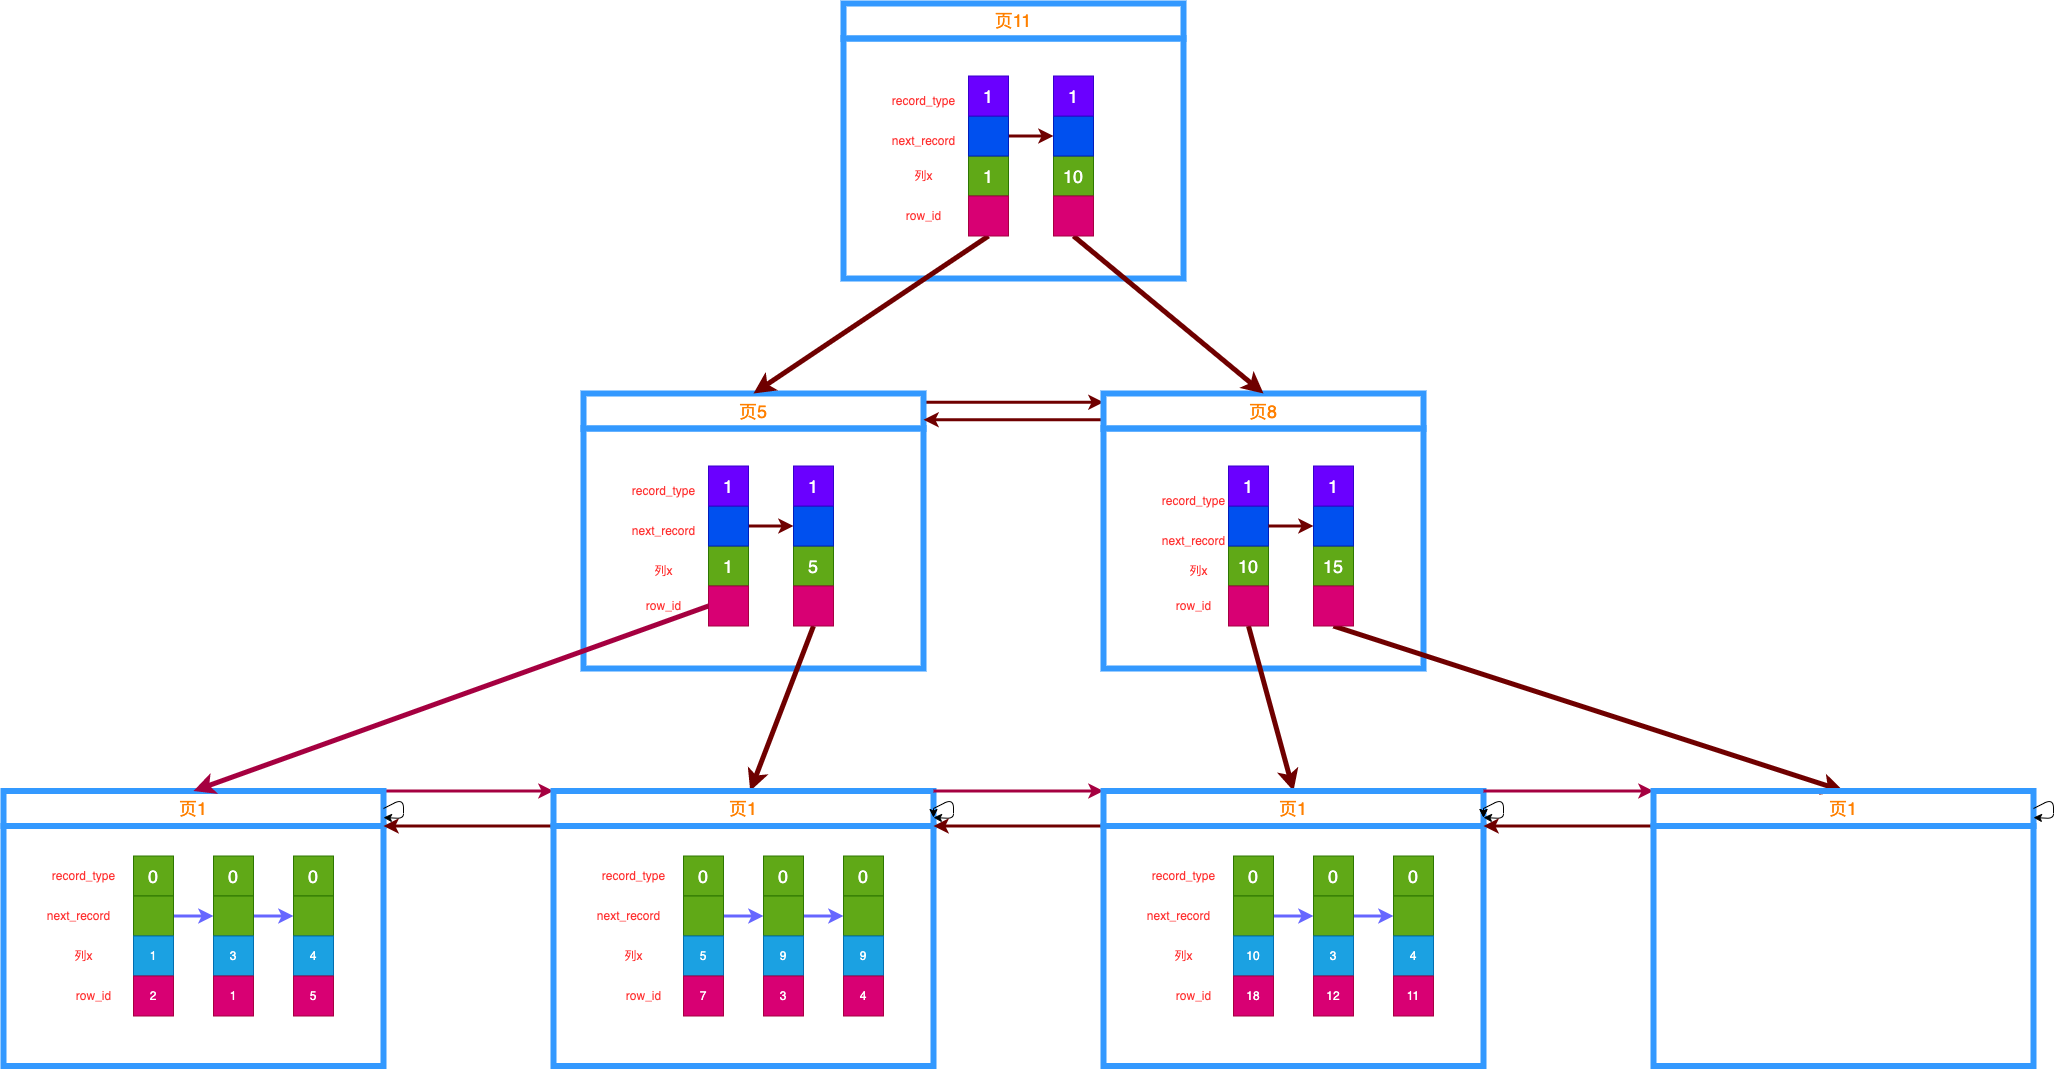 页11
1 1
record_type
next_record
列x 1 10
row_id
页5
1 1
record_type
next_record
列x 1 5
row_id
页8
1 1
record_type
next_record
列x 10 15
row_id
页1
record_type 0 0 0
next_record
列x 1 3 4
row_id 2 1 5
页1
record_type 0 0 0
next_record
列x 5 9 9
row_id 7 3 4
页1
record_type 0 0 0
next_record
列x 10 3 4
row_id 18 12 11
页1